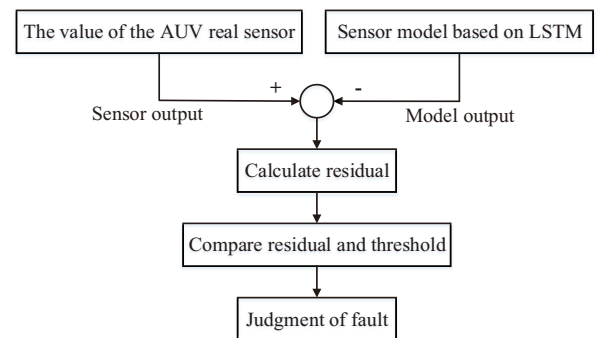 The value of the AUV real sensor
Sensor model based on LSTM
+
-
Sensor output
Model output
Calculate residual
Compare residual and threshold
Judgment of fault